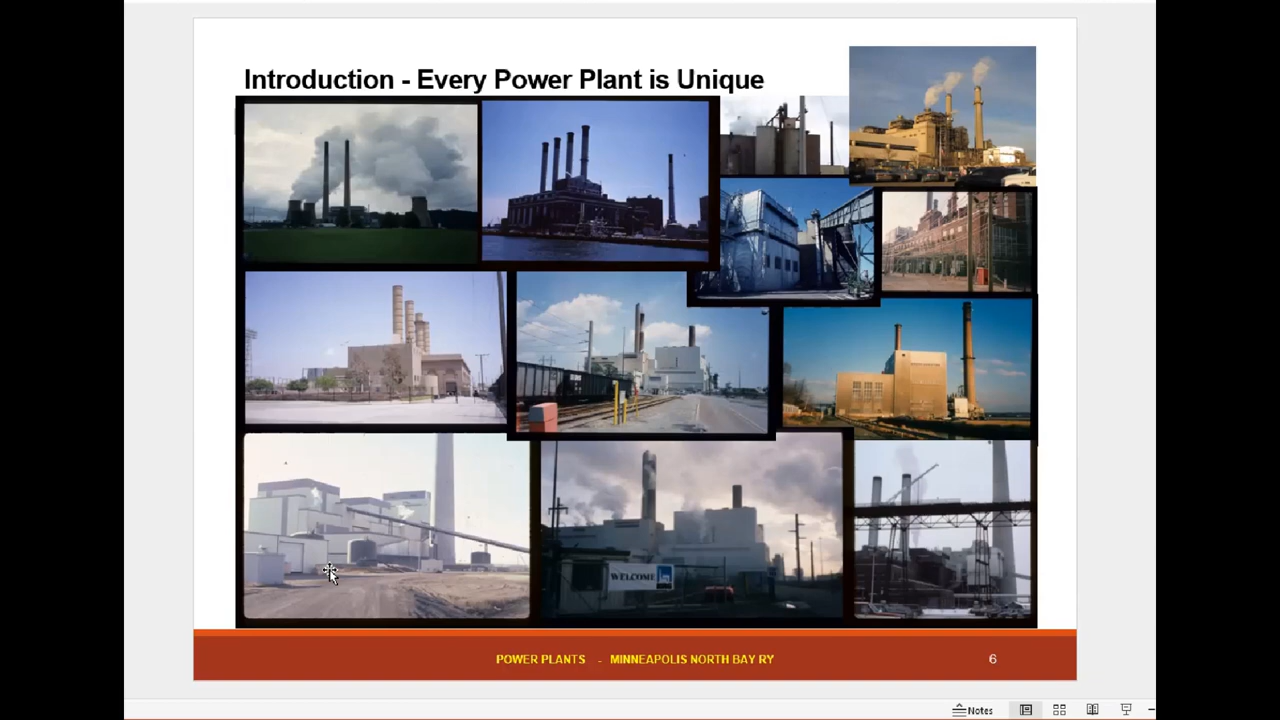 Introduction - Every Power Plant is Unique
WELCOME
POWER PLANTS - MINNEAPOLIS NORTH BAY RY
6
Notes